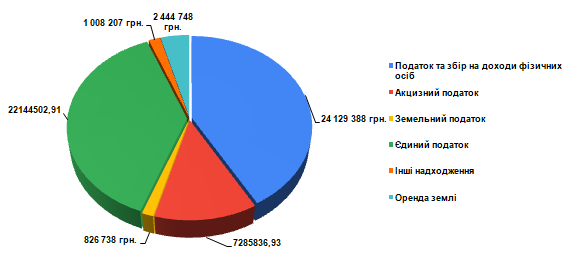 1 008 207 грн.
2 444 748
грн.
24 129 388 грн.
22144502,91
826 738 грн.
7285836,93
Податок та збір на доходи фізичних
осіб
Акцизний податок
Земельний податок
Єдиний податок
Інші надходження
Оренда землі